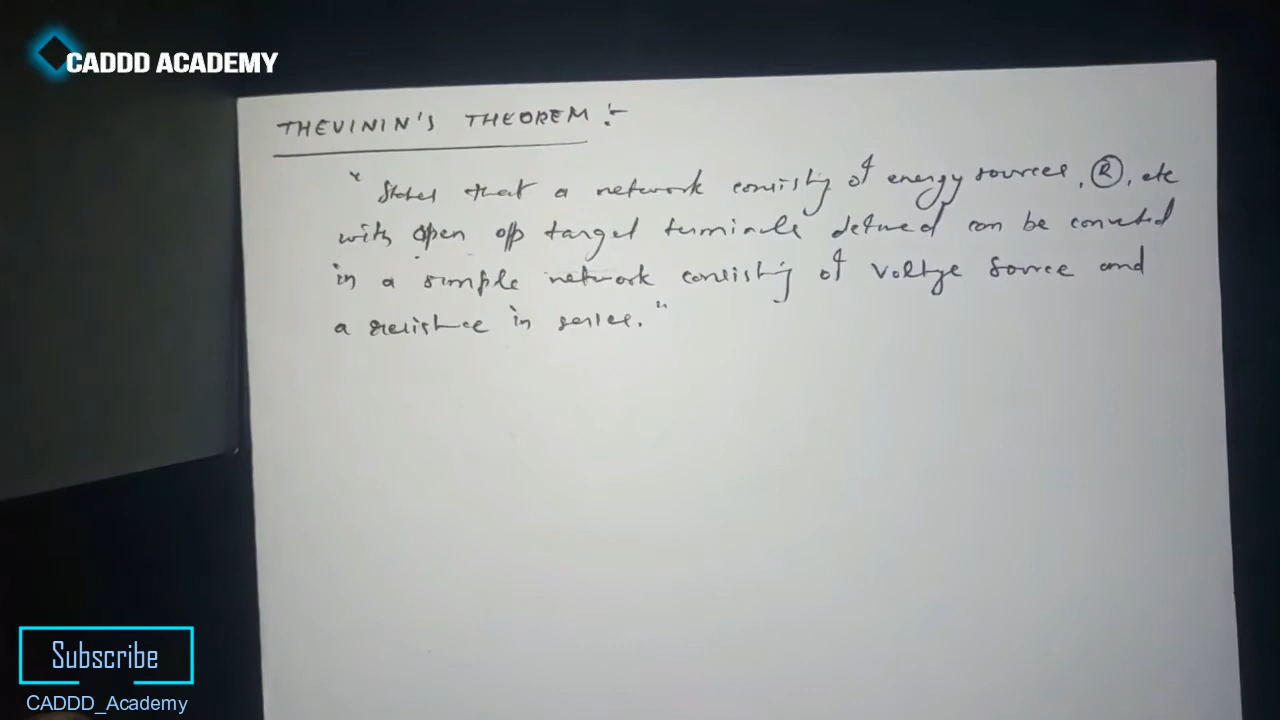 CADDD ACADEMY
THEVININ'S THEOREM :-
" States that a network consisting of energy sources, Ⓡ, etc
with open o/p target terminals defined can be converted
in a simple network consisting of voltage source and
a resistance in series. "
Subscribe
CADDD_Academy